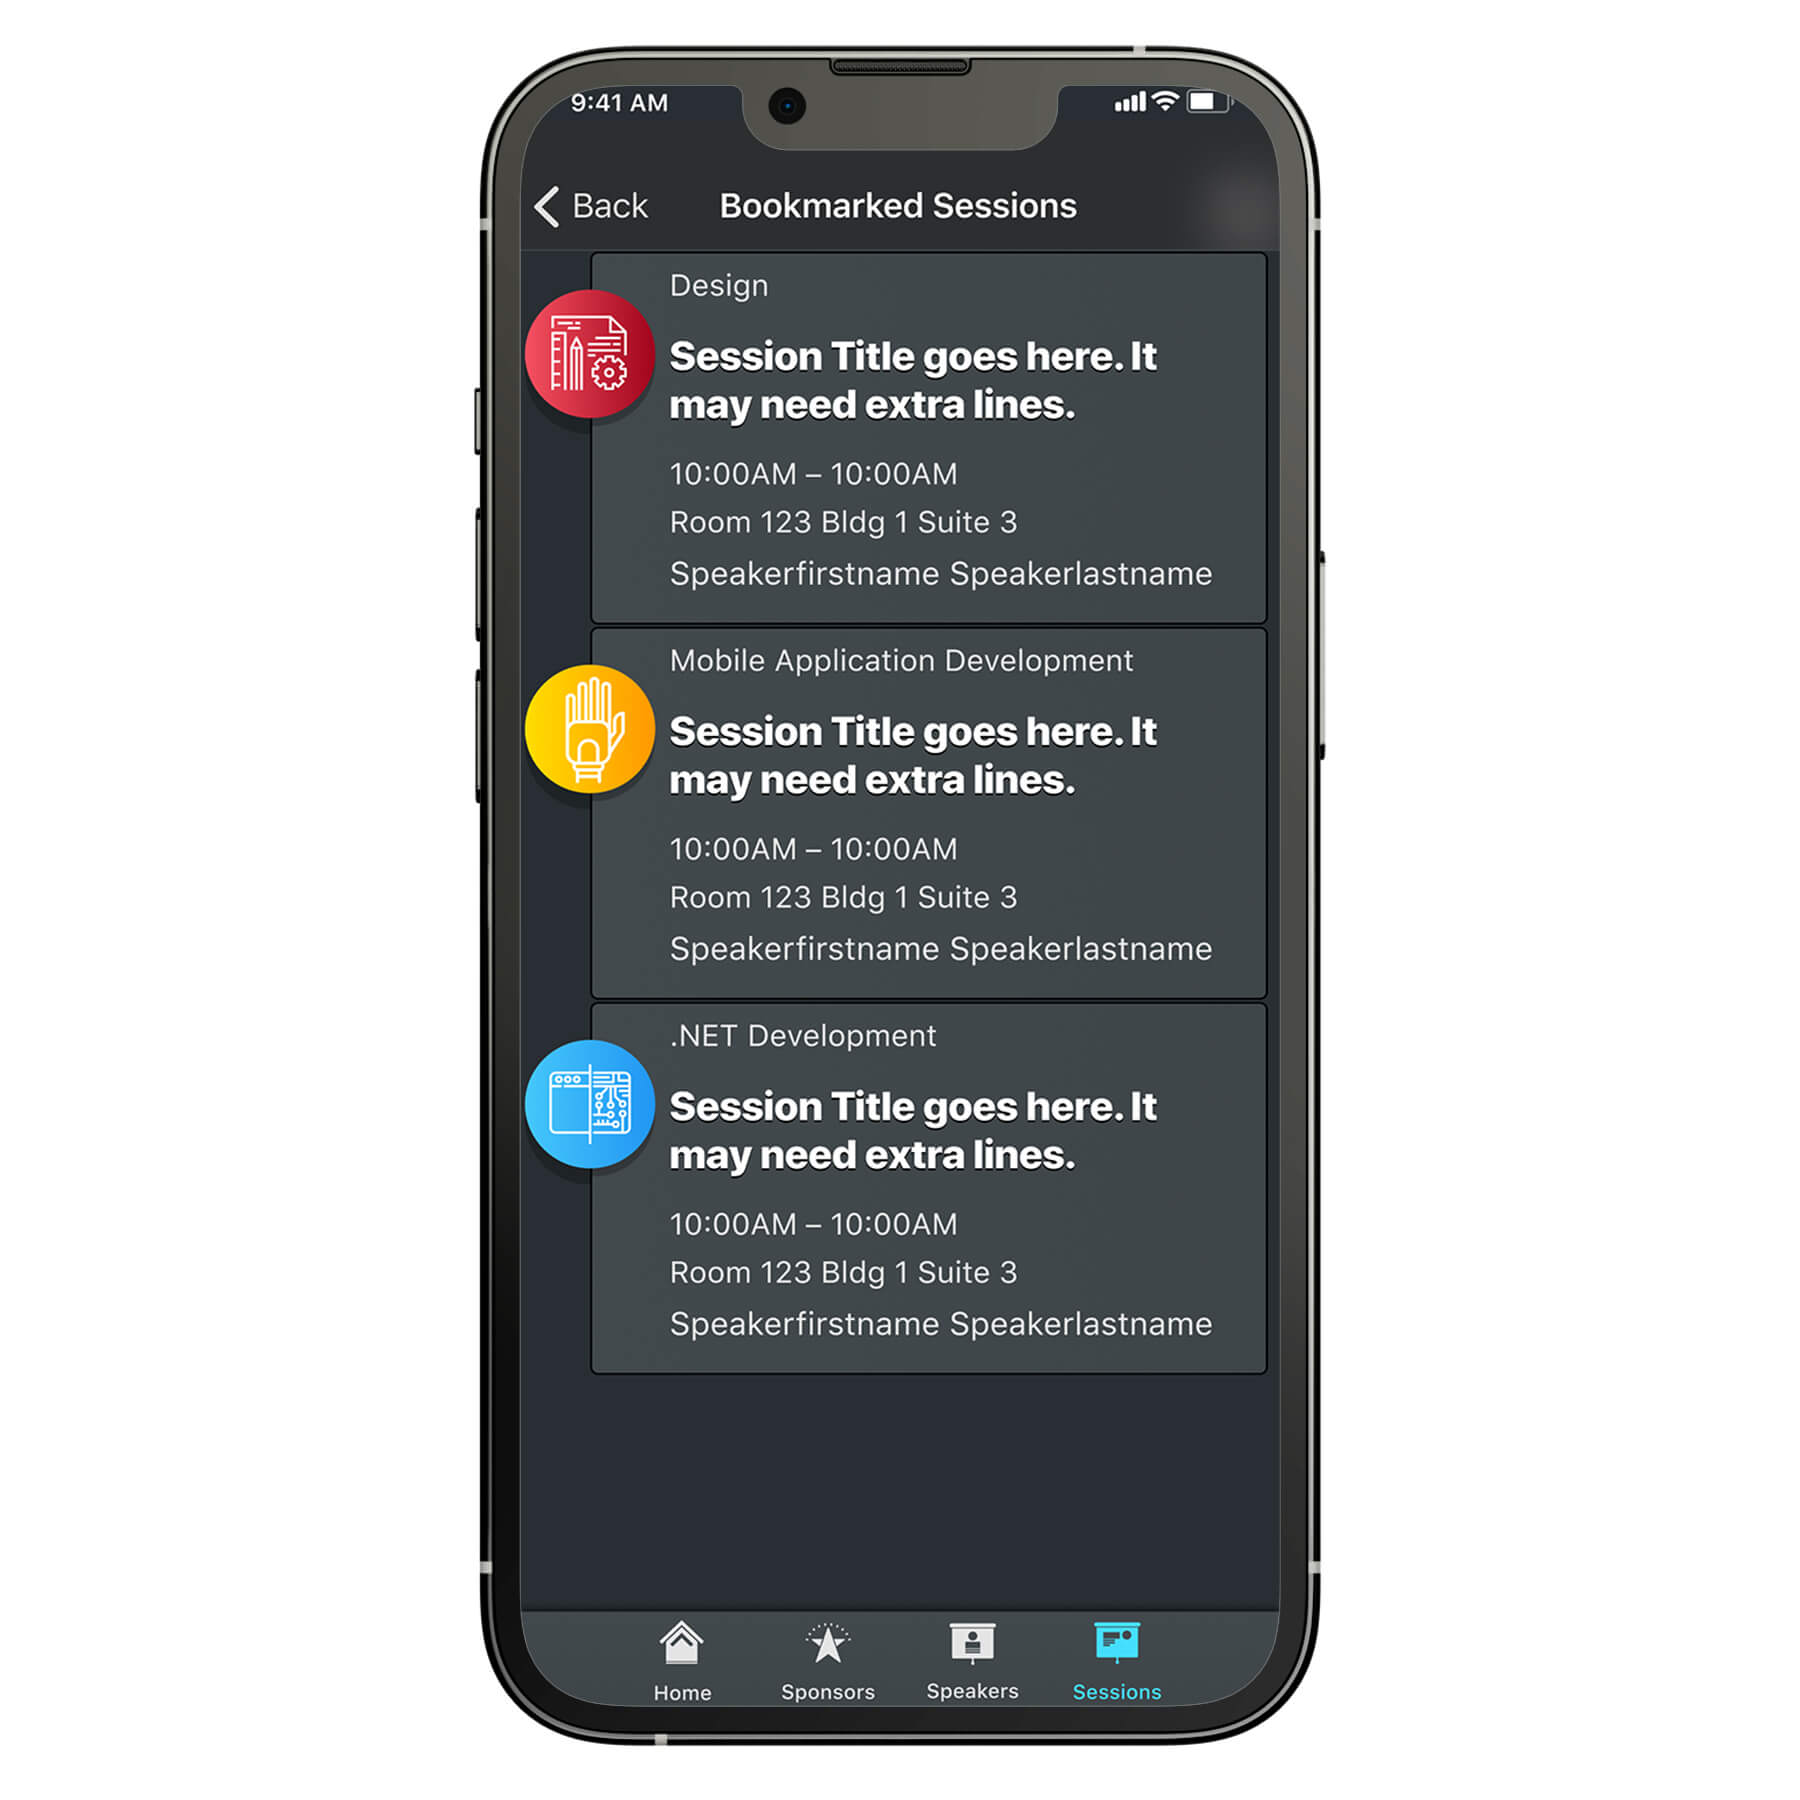 9:41 AM
Back
Bookmarked Sessions
Design
Session Title goes here. It
may need extra lines.
10:00AM – 10:00AM
Room 123 Bldg 1 Suite 3
Speakerfirstname Speakerlastname
Mobile Application Development
Session Title goes here. It
may need extra lines.
10:00AM – 10:00AM
Room 123 Bldg 1 Suite 3
Speakerfirstname Speakerlastname
.NET Development
Session Title goes here. It
may need extra lines.
10:00AM – 10:00AM
Room 123 Bldg 1 Suite 3
Speakerfirstname Speakerlastname
Home
Sponsors
Speakers
Sessions